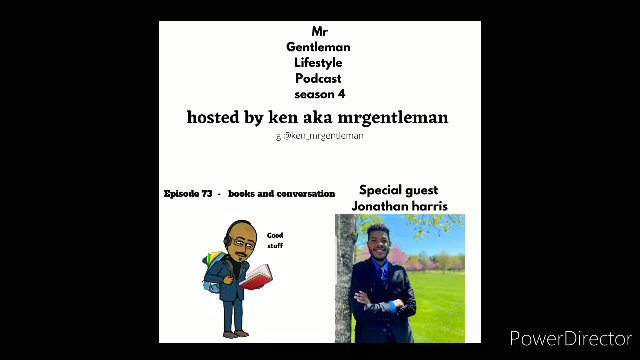 Mr
Gentleman
Lifestyle
Podcast
season 4
hosted by ken aka mrgentleman
g @ken_mrgentleman
Episode 73 - books and conversation
Special guest
Jonathan harris
Good
stuff
PowerDirector